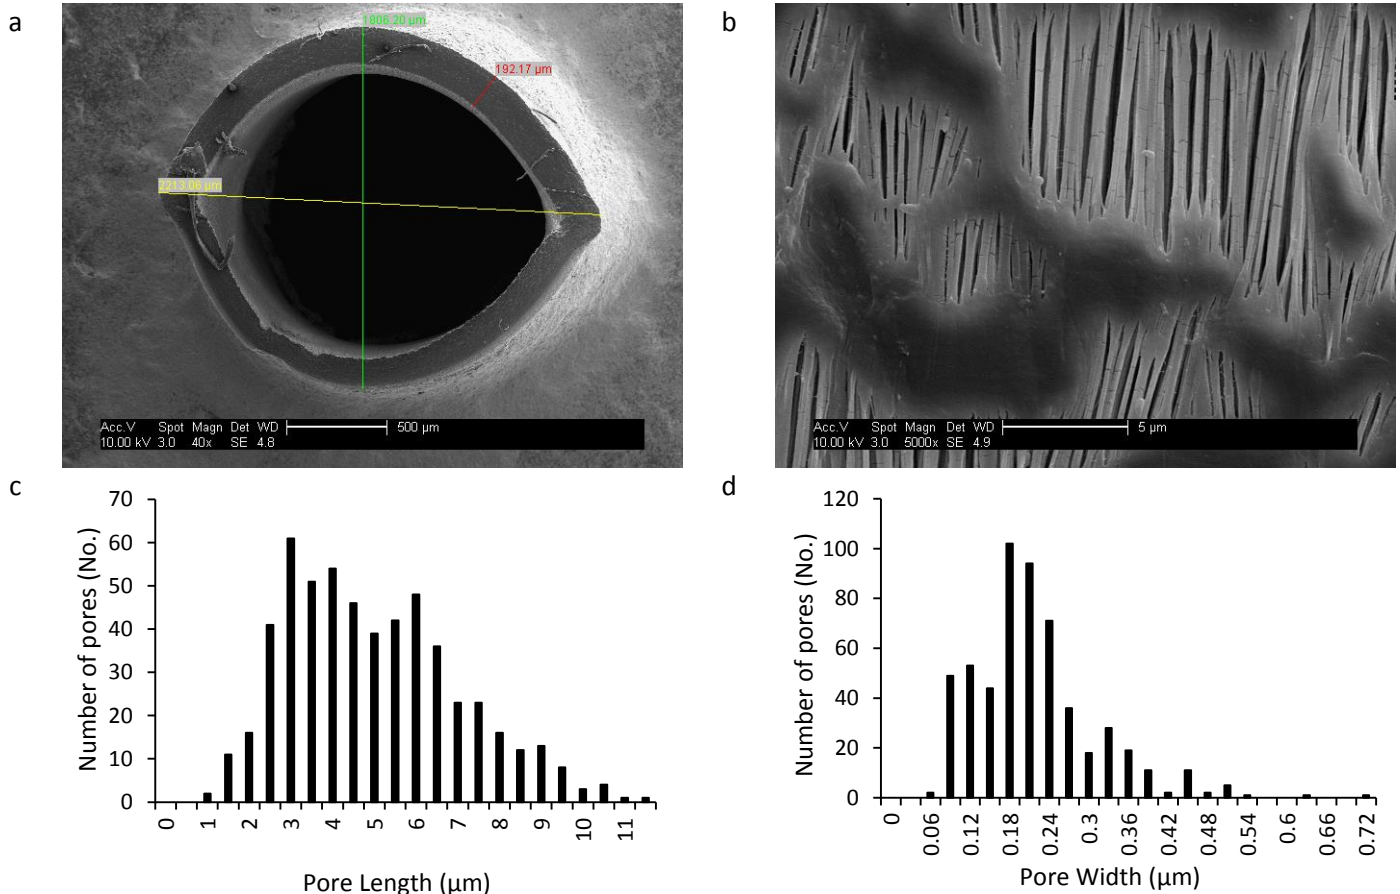 a
1806.20 µm
192.17 µm
2213.06 µm
Acc.V Spot Magn Det WD 500 µm
10.00 kV 3.0 40x SE 4.8
b
Acc.V Spot Magn Det WD 5 µm
10.00 kV 3.0 5000x SE 4.9
c
Number of pores (No.)
70
60
50
40
30
20
10
0
0 1 2 3 4 5 6 7 8 9 10 11
Pore Length (µm)
d
Number of pores (No.)
120
100
80
60
40
20
0
0 0.06 0.12 0.18 0.24 0.3 0.36 0.42 0.48 0.54 0.6 0.66 0.72
Pore Width (µm)